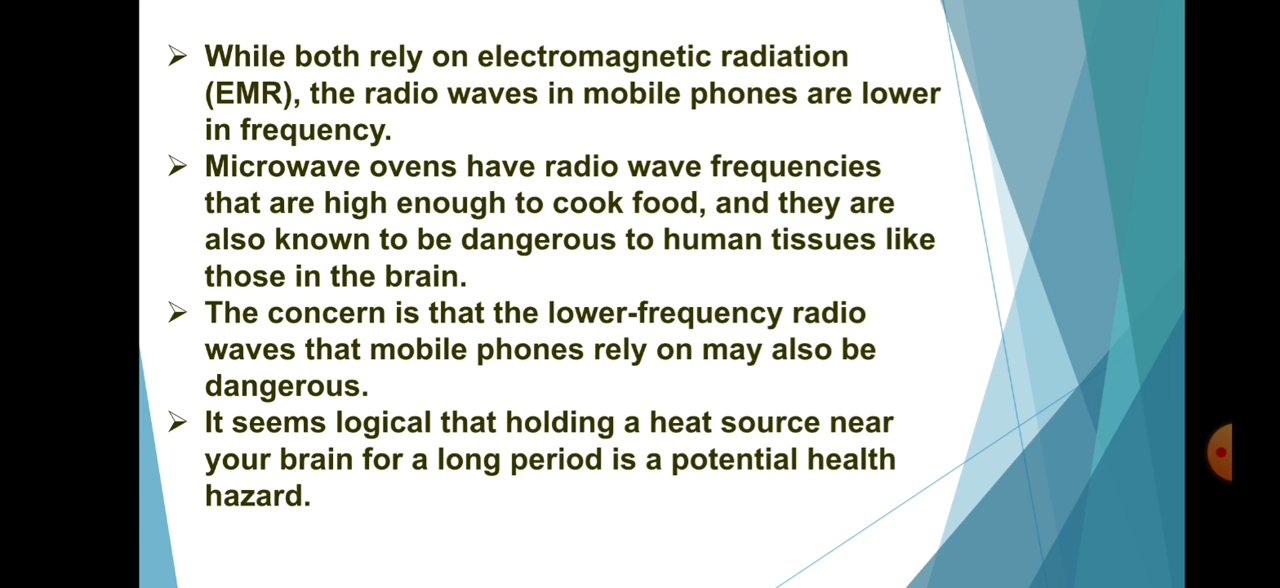 While both rely on electromagnetic radiation
(EMR), the radio waves in mobile phones are lower
in frequency.
Microwave ovens have radio wave frequencies
that are high enough to cook food, and they are
also known to be dangerous to human tissues like
those in the brain.
The concern is that the lower-frequency radio
waves that mobile phones rely on may also be
dangerous.
It seems logical that holding a heat source near
your brain for a long period is a potential health
hazard.